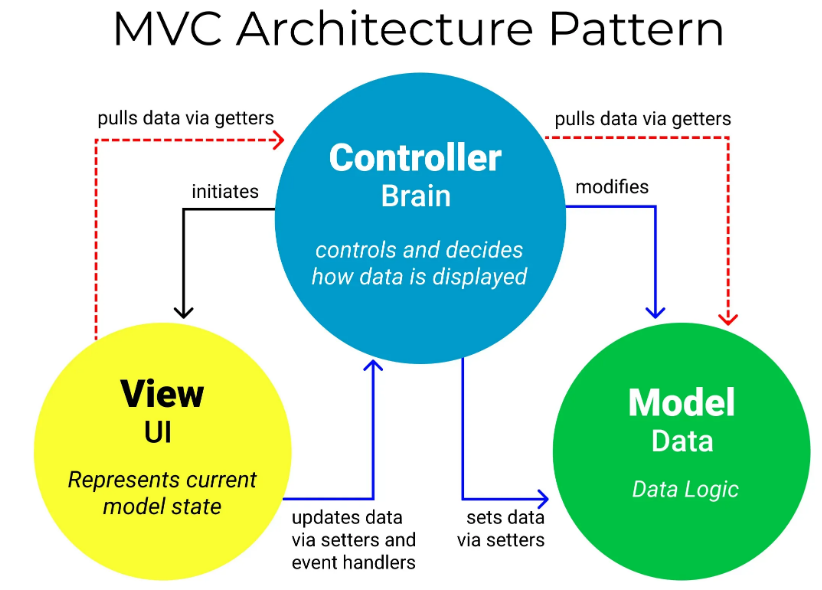 MVC Architecture Pattern
pulls data via getters
pulls data via getters
Controller
Brain
controls and decides
how data is displayed
initiates
modifies
View
UI
Represents current
model state
Model
Data
Data Logic
updates data
via setters and
event handlers
sets data
via setters